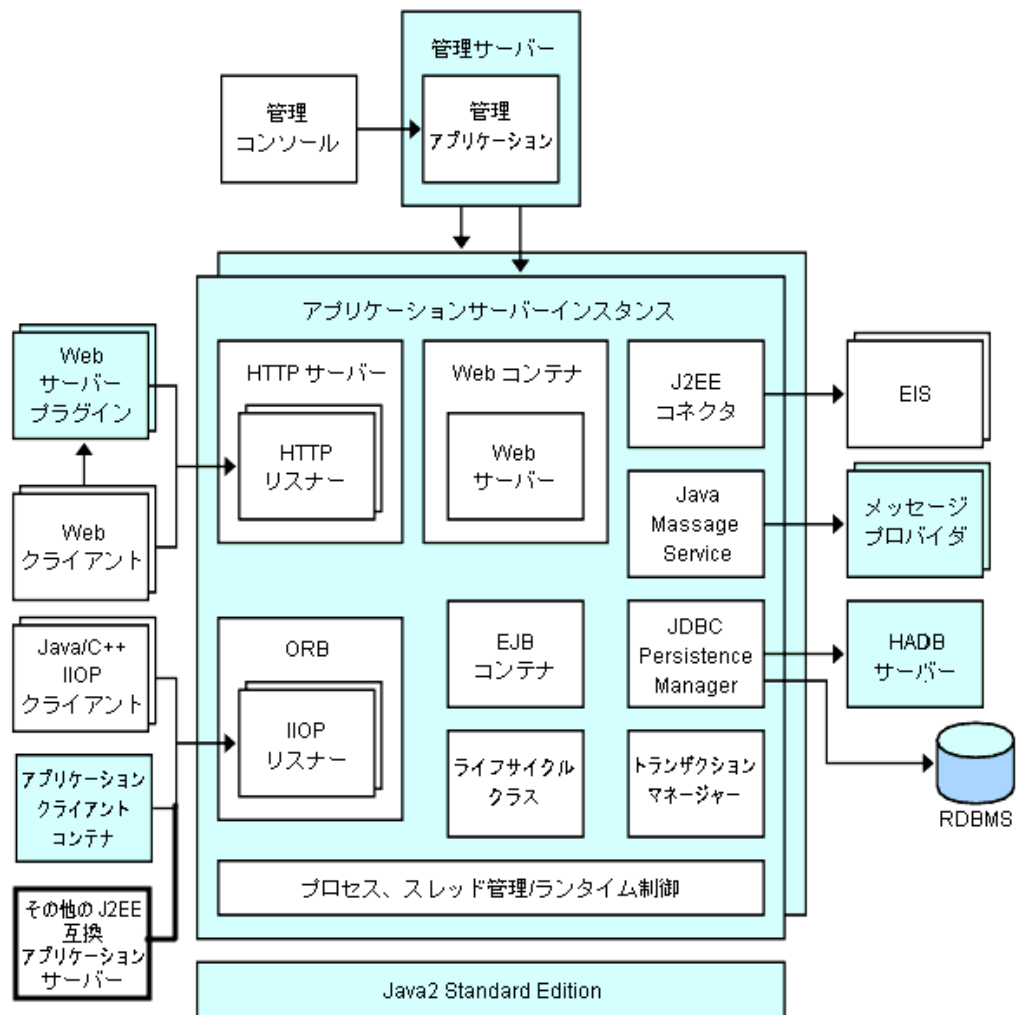 管理サーバー
管理
コンソール
管理
アプリケーション
アプリケーションサーバーインスタンス
Web
サーバー
プラグイン
HTTP サーバー
HTTP
リスナー
Web コンテナ
Web
サーバー
J2EE
コネクタ
EIS
Web
クライアント
Java
Massage
Service
メッセージ
プロバイダ
Java/C++
IIOP
クライアント
ORB
IIOP
リスナー
EJB
コンテナ
JDBC
Persistence
Manager
HADB
サーバー
アプリケーション
クライアント
コンテナ
ライフサイクル
クラス
トランザクション
マネージャー
RDBMS
その他の J2EE
互換
アプリケーション
サーバー
プロセス、スレッド管理/ランタイム制御
Java2 Standard Edition